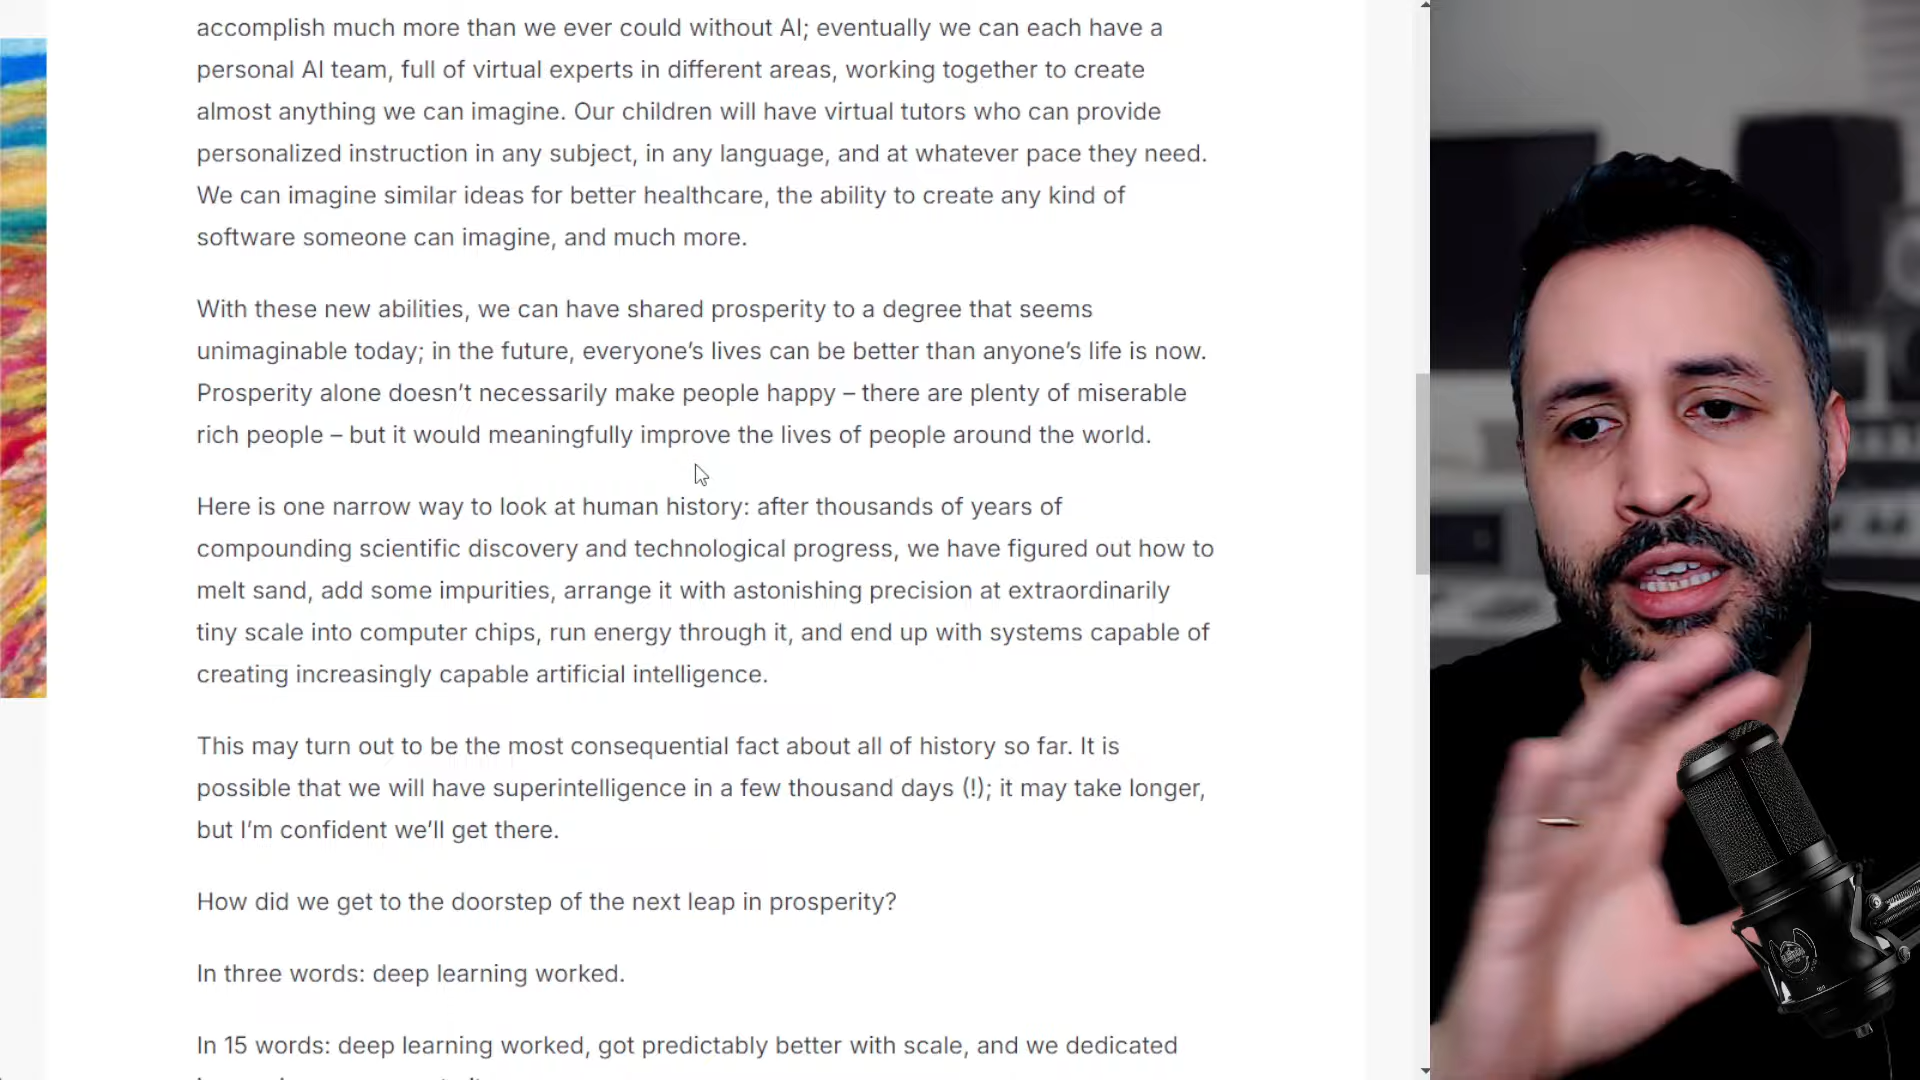 accomplish much more than we ever could without AI; eventually we can each have a
personal AI team, full of virtual experts in different areas, working together to create
almost anything we can imagine. Our children will have virtual tutors who can provide
personalized instruction in any subject, in any language, and at whatever pace they need.
We can imagine similar ideas for better healthcare, the ability to create any kind of
software someone can imagine, and much more.
With these new abilities, we can have shared prosperity to a degree that seems
unimaginable today; in the future, everyone’s lives can be better than anyone’s life is now.
Prosperity alone doesn’t necessarily make people happy – there are plenty of miserable
rich people – but it would meaningfully improve the lives of people around the world.
Here is one narrow way to look at human history: after thousands of years of
compounding scientific discovery and technological progress, we have figured out how to
melt sand, add some impurities, arrange it with astonishing precision at extraordinarily
tiny scale into computer chips, run energy through it, and end up with systems capable of
creating increasingly capable artificial intelligence.
This may turn out to be the most consequential fact about all of history so far. It is
possible that we will have superintelligence in a few thousand days (!); it may take longer,
but I’m confident we’ll get there.
How did we get to the doorstep of the next leap in prosperity?
In three words: deep learning worked.
In 15 words: deep learning worked, got predictably better with scale, and we dedicated